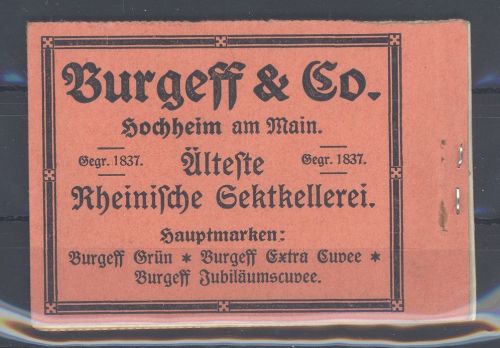 Burgeff & Co.
Hochheim am Main.
Gegr. 1837. Älteste Gegr. 1837.
Rheinische Sektkellerei.
Hauptmarken:
Burgeff Grün * Burgeff Extra Cuvee *
Burgeff Jubiläumscuvee.